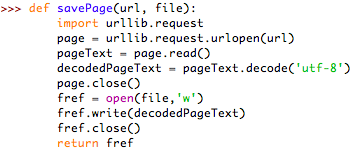 >>> def savePage(url, file):
import urllib.request
page = urllib.request.urlopen(url)
pageText = page.read()
decodedPageText = pageText.decode('utf-8')
page.close()
fref = open(file,'w')
fref.write(decodedPageText)
fref.close()
return fref